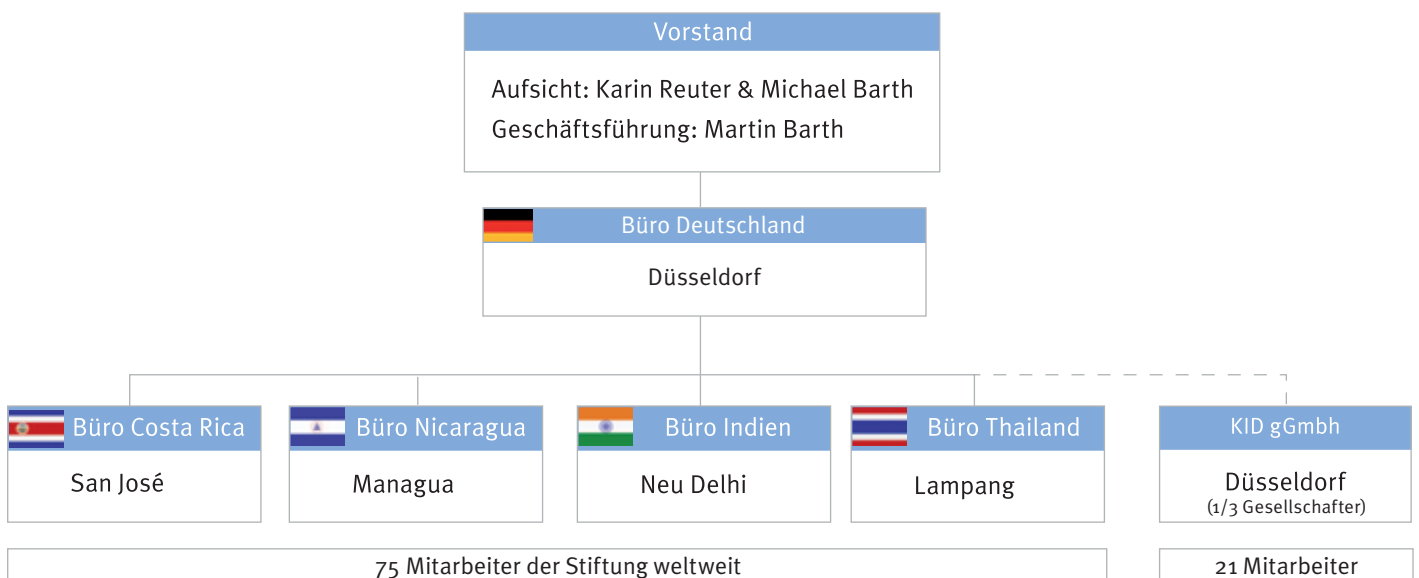 Vorstand
Aufsicht: Karin Reuter & Michael Barth
Geschäftsführung: Martin Barth
Büro Deutschland
Düsseldorf
Büro Costa Rica
San José
Büro Nicaragua
Managua
Büro Indien
Neu Delhi
Büro Thailand
Lampang
KID gGmbh
Düsseldorf
(1/3 Gesellschafter)
75 Mitarbeiter der Stiftung weltweit
21 Mitarbeiter